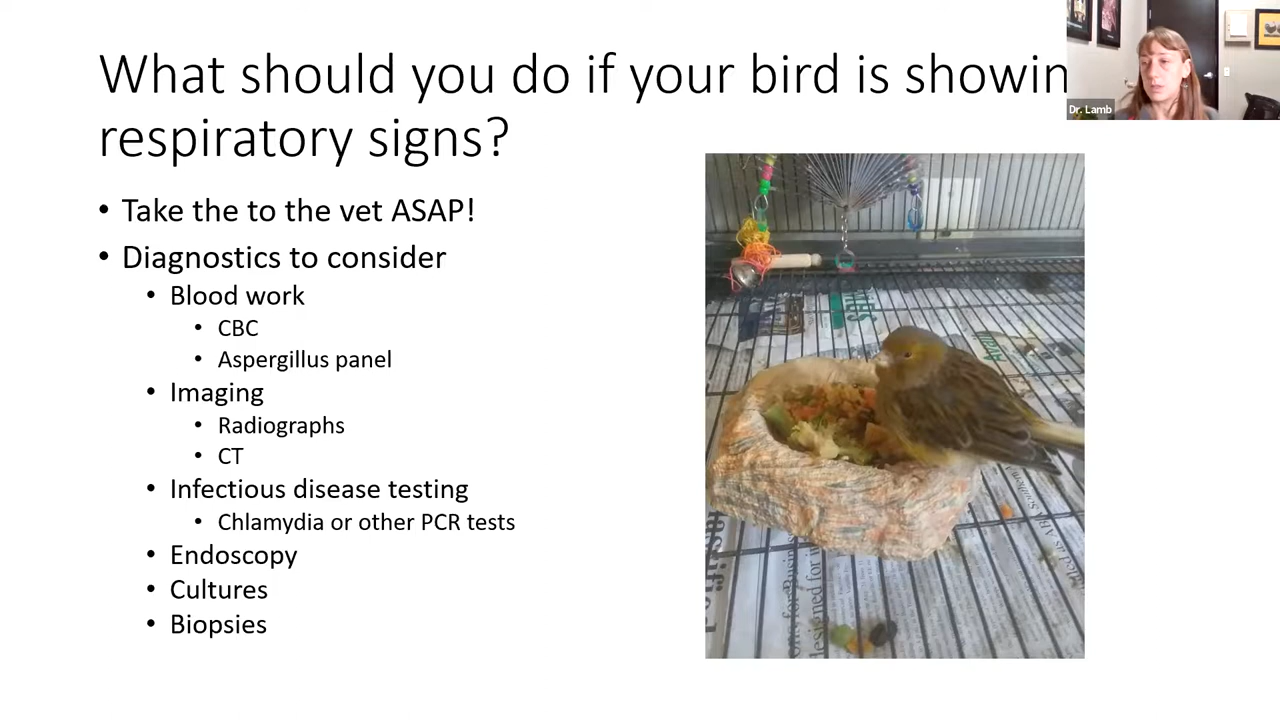 What should you do if your bird is showin
respiratory signs?
Dr. Lamb
• Take the to the vet ASAP!
• Diagnostics to consider
• Blood work
• CBC
• Aspergillus panel
• Imaging
• Radiographs
• CT
• Infectious disease testing
• Chlamydia or other PCR tests
• Endoscopy
• Cultures
• Biopsies